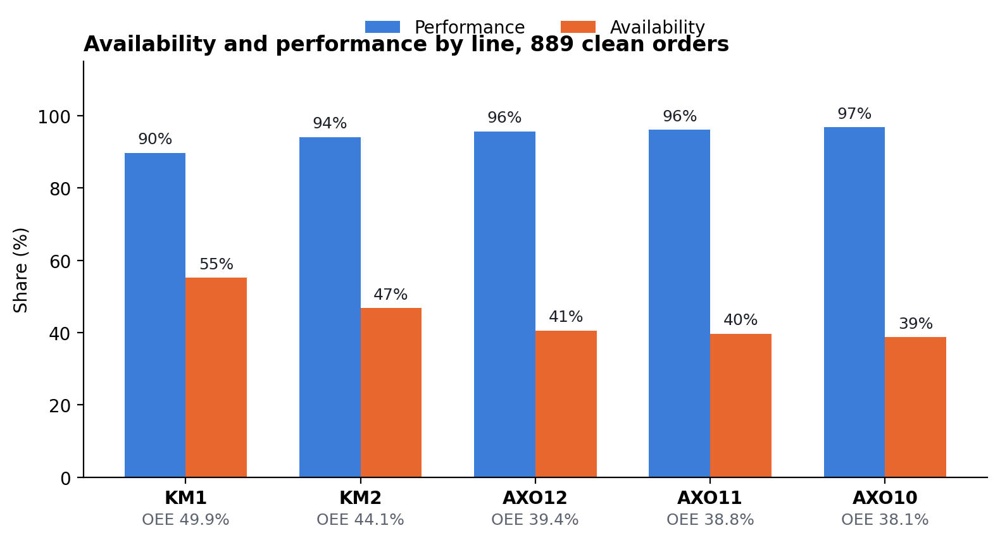 Performance Availability
Availability and performance by line, 889 clean orders
Share (%)
100
80
60
40
20
0
90% 55% 94% 47% 96% 41% 96% 40% 97% 39%
KM1 KM2 AXO12 AXO11 AXO10
OEE 49.9% OEE 44.1% OEE 39.4% OEE 38.8% OEE 38.1%